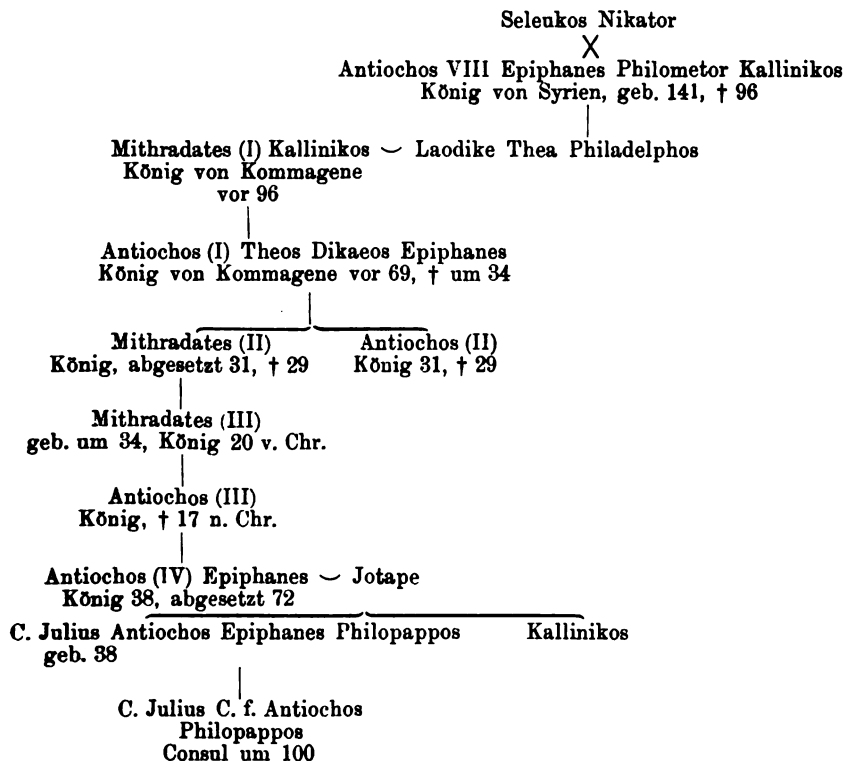 Seleukos Nikator
Antiochos VIII Epiphanes Philometor Kallinikos
König von Syrien, geb. 141, † 96
Mithradates (I) Kallinikos ⌣ Laodike Thea Philadelphos
König von Kommagene
vor 96
Antiochos (I) Theos Dikaeos Epiphanes
König von Kommagene vor 69, † um 34
Mithradates (II) Antiochos (II)
König, abgesetzt 31, † 29 König 31, † 29
Mithradates (III)
geb. um 34, König 20 v. Chr.
Antiochos (III)
König, † 17 n. Chr.
Antiochos (IV) Epiphanes ⌣ Jotape
König 38, abgesetzt 72
C. Julius Antiochos Epiphanes Philopappos Kallinikos
geb. 38
C. Julius C. f. Antiochos
Philopappos
Consul um 100